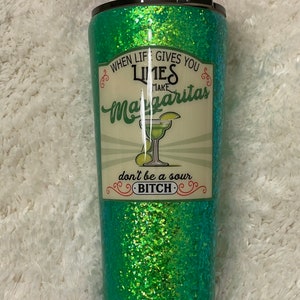 WHEN LIFE GIVES YOU
LIMES
MAKE
Margaritas
don't be a sour
BITCH